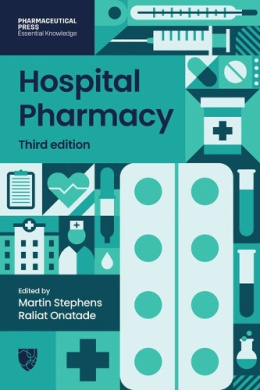 PHARMACEUTICAL
PRESS
Essential Knowledge
Hospital
Pharmacy
Third edition
Edited by
Martin Stephens
Raliat Onatade